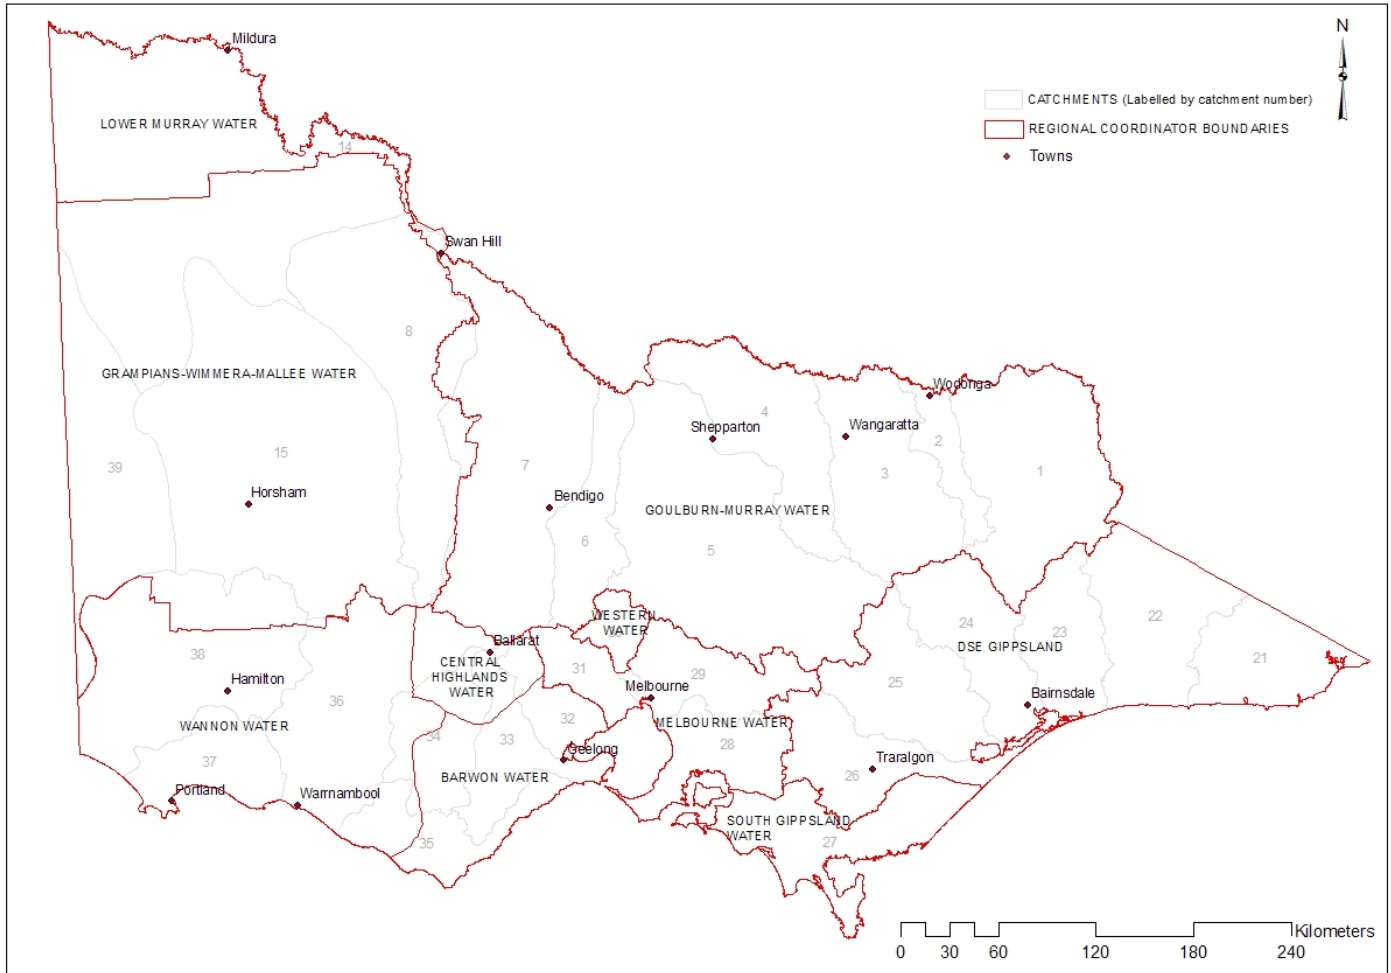 Mildura
N
CATCHMENTS (Labelled by catchment number)
LOWER MURRAY WATER
REGIONAL COORDINATOR BOUNDARIES
14
Towns
Swan Hill
8
GRAMPIANS-WIMMERA-MALLEE WATER
Wodonga
4
Shepparton
Wangaratta
2
15
39
7
3
1
Horsham
Bendigo
GOULBURN-MURRAY WATER
6
5
WESTERN
WATER
24
23
22
Ballarat
DSE GIPPSLAND
38
CENTRAL
HIGHLANDS
WATER
31
29
21
Hamilton
Melbourne
25
Bairnsdale
36
WANNON WATER
32
MELBOURNE WATER
34
33
28
Geelong
37
BARWON WATER
26
Traralgon
Portland
Warrnambool
SOUTH GIPPSLAND
WATER
35
27
Kilometers
0 30 60 120 180 240